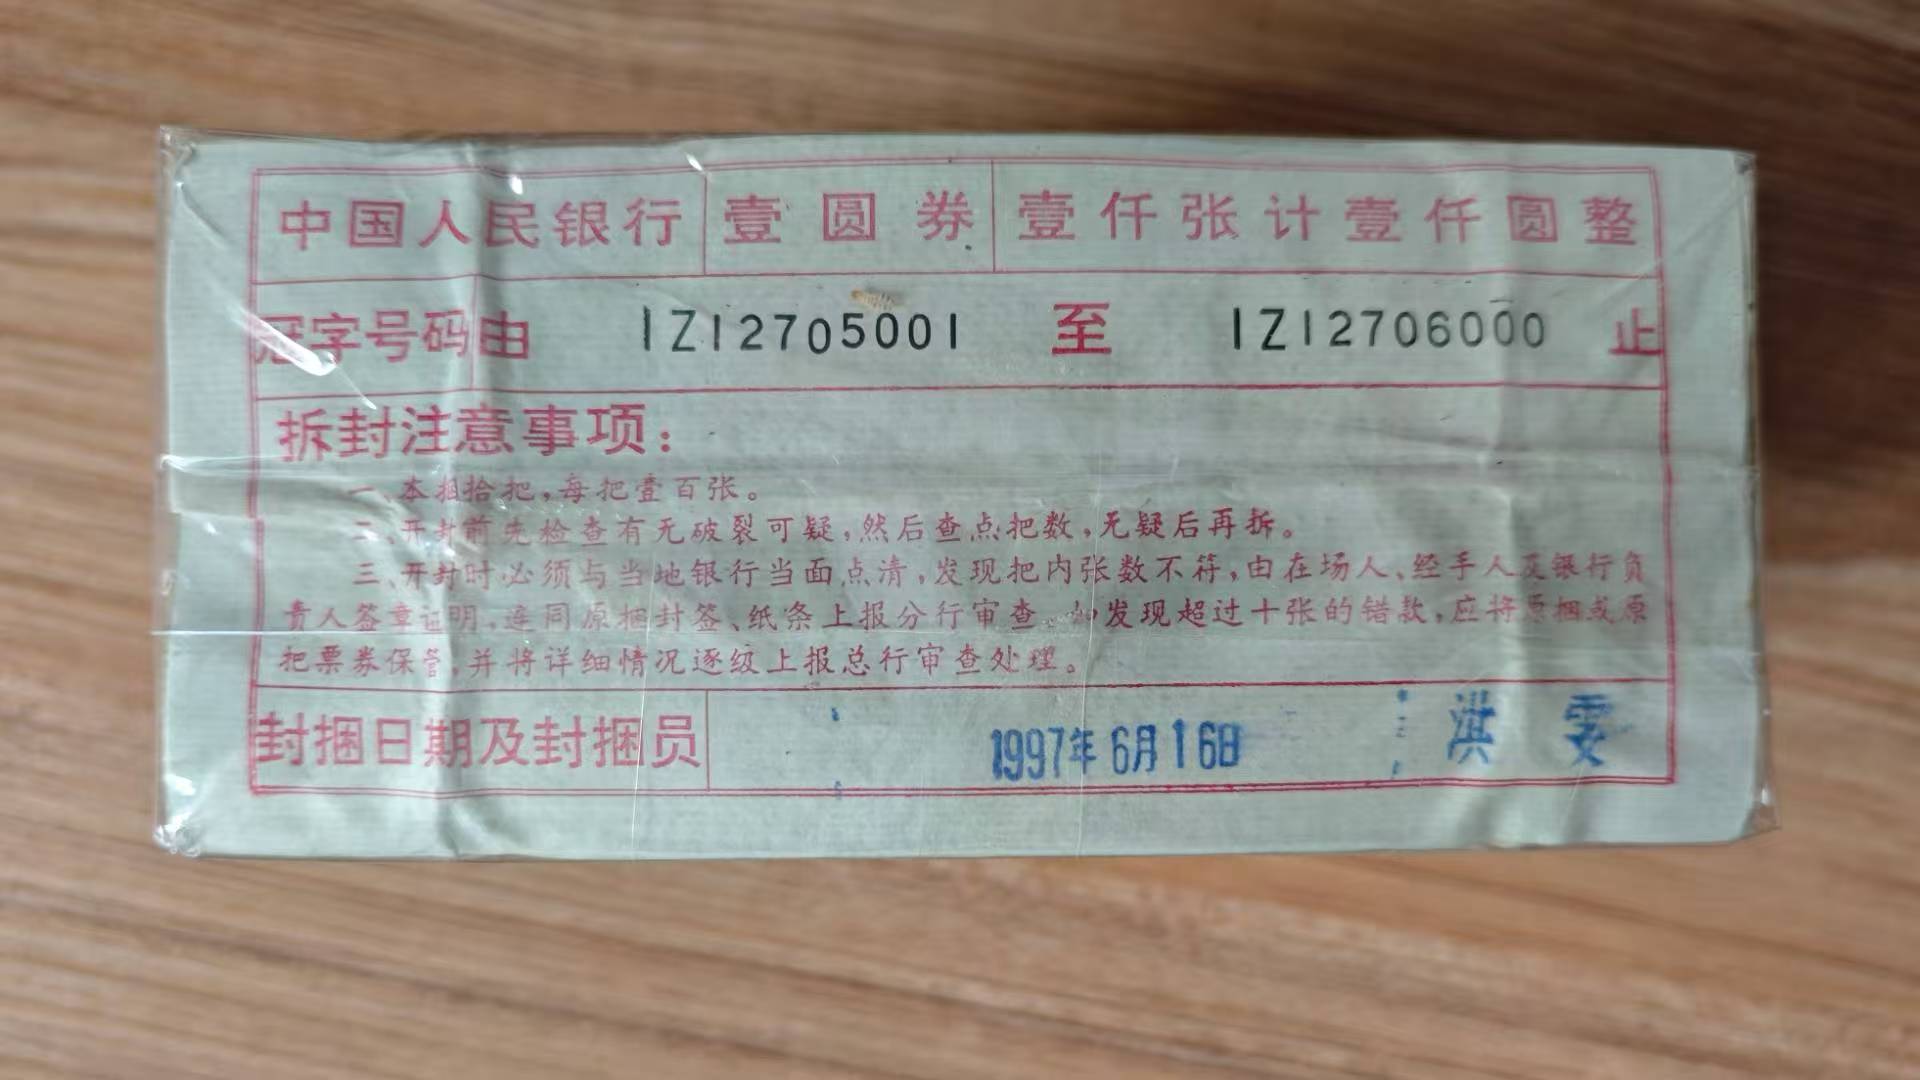 中国人民银行 壹圆券 壹仟张计壹仟圆整
冠字号码由 IZ12705001 至 IZ12706000 止
拆封注意事项:
一、本捆拾把,每把壹百张。
二、开封前先检查有无破裂可疑,然后查点把数,无疑后再拆。
三、开封时必须与当地银行当面点清,发现把内张数不符,由在场人、经手人及银行负
责人签章证明,连同原捆封签、纸条上报分行审查。如发现超过十张的错款,应将原捆或原
把票券保管,并将详细情况逐级上报总行审查处理。
封捆日期及封捆员 1997年6月16日 洪雯